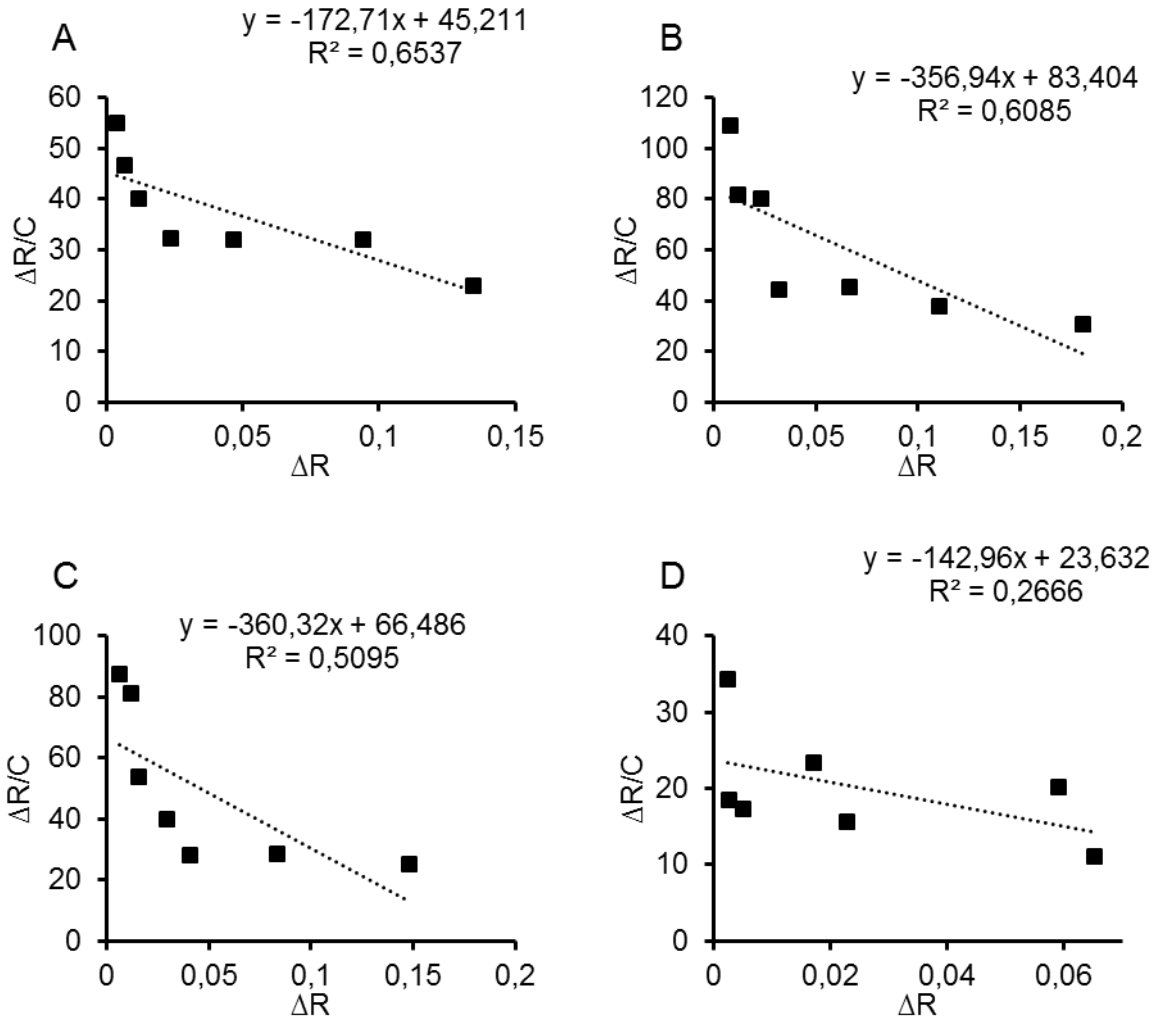 A
y = -172,71x + 45,211
R² = 0,6537
60
50
40
30
20
10
0
ΔR/C
0 0,05 0,1 0,15
ΔR
B
y = -356,94x + 83,404
R² = 0,6085
120
100
80
60
40
20
0
ΔR/C
0 0,05 0,1 0,15 0,2
ΔR
C
y = -360,32x + 66,486
R² = 0,5095
100
80
60
40
20
0
ΔR/C
0 0,05 0,1 0,15 0,2
ΔR
D
y = -142,96x + 23,632
R² = 0,2666
40
30
20
10
0
ΔR/C
0 0,02 0,04 0,06
ΔR